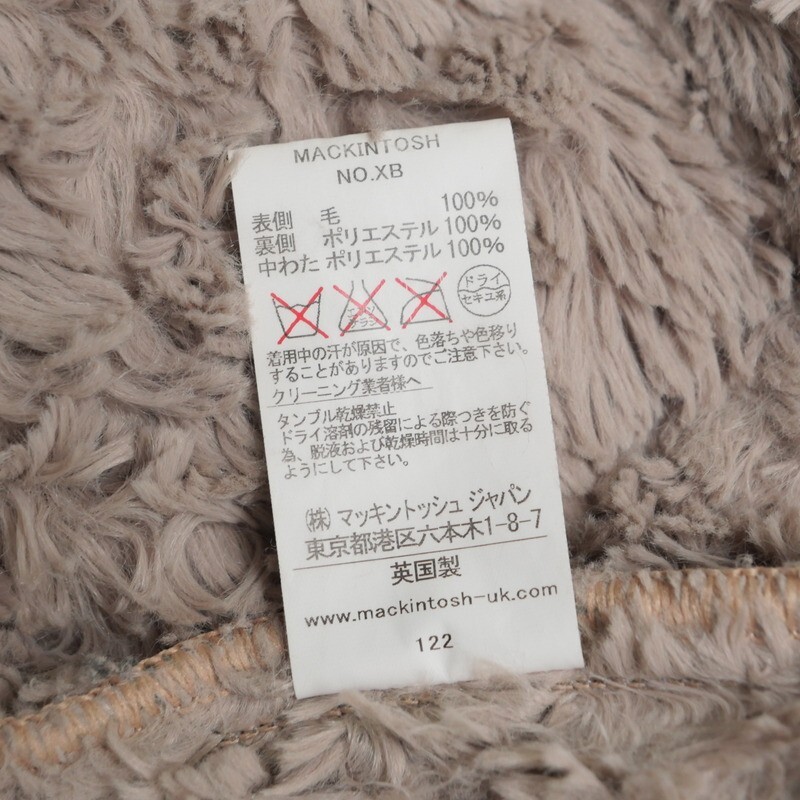 MACKINTOSH
NO.XB
表側 毛 100%
裏側 ポリエステル 100%
中わた ポリエステル 100%
エンソ ドライ
サラシ セキユ系
着用中の汗が原因で、色落ちや色移り
することがありますのでご注意下さい。
クリーニング業者様へ
タンブル乾燥禁止
ドライ溶剤の残留による際つきを防ぐ
為、脱液および乾燥時間は十分に取る
ようにして下さい。
㈱ マッキントッシュ ジャパン
東京都港区六本木1-8-7
英国製
www.mackintosh-uk.com
122